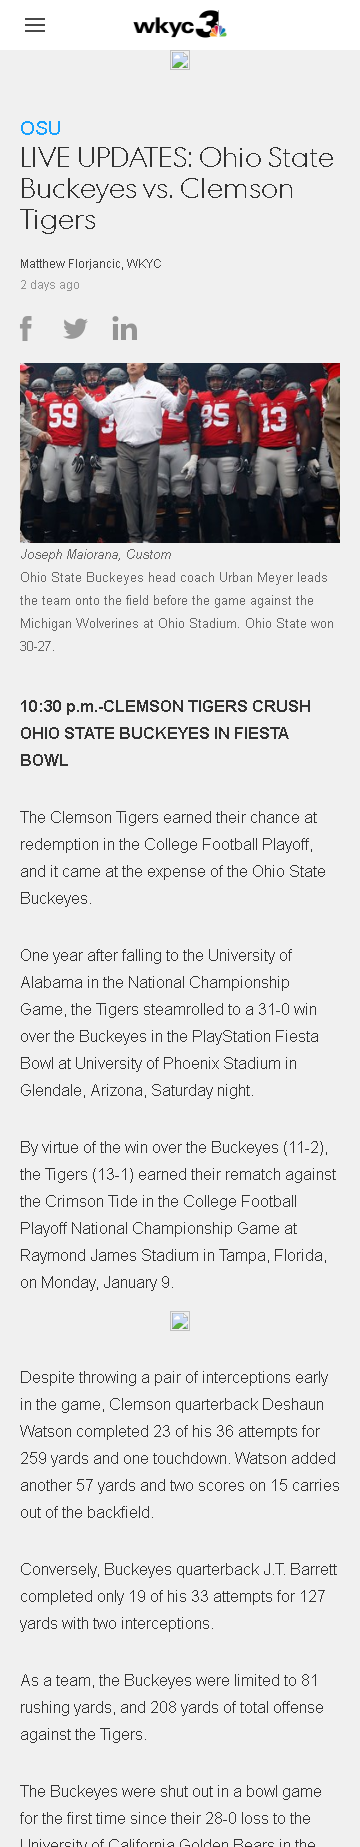 wkyc 3
OSU
LIVE UPDATES: Ohio State
Buckeyes vs. Clemson
Tigers
Matthew Florjancic, WKYC
2 days ago
59
85
13
Joseph Maiorana, Custom
Ohio State Buckeyes head coach Urban Meyer leads
the team onto the field before the game against the
Michigan Wolverines at Ohio Stadium. Ohio State won
30-27.
10:30 p.m.-CLEMSON TIGERS CRUSH
OHIO STATE BUCKEYES IN FIESTA
BOWL
The Clemson Tigers earned their chance at
redemption in the College Football Playoff,
and it came at the expense of the Ohio State
Buckeyes.
One year after falling to the University of
Alabama in the National Championship
Game, the Tigers steamrolled to a 31-0 win
over the Buckeyes in the PlayStation Fiesta
Bowl at University of Phoenix Stadium in
Glendale, Arizona, Saturday night.
By virtue of the win over the Buckeyes (11-2),
the Tigers (13-1) earned their rematch against
the Crimson Tide in the College Football
Playoff National Championship Game at
Raymond James Stadium in Tampa, Florida,
on Monday, January 9.
Despite throwing a pair of interceptions early
in the game, Clemson quarterback Deshaun
Watson completed 23 of his 36 attempts for
259 yards and one touchdown. Watson added
another 57 yards and two scores on 15 carries
out of the backfield.
Conversely, Buckeyes quarterback J.T. Barrett
completed only 19 of his 33 attempts for 127
yards with two interceptions.
As a team, the Buckeyes were limited to 81
rushing yards, and 208 yards of total offense
against the Tigers.
The Buckeyes were shut out in a bowl game
for the first time since their 28-0 loss to the
University of California Golden Bears in the